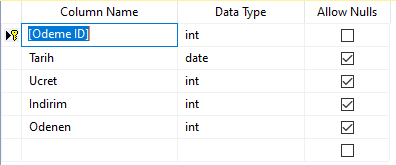 Column Name Data Type Allow Nulls
[Odeme ID] int
Tarih date
Ucret int
Indirim int
Odenen int